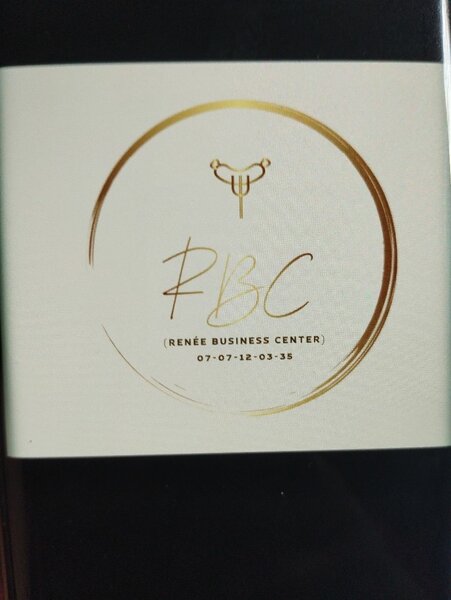 RBC
(RENÉE BUSINESS CENTER)
07-07-12-03-35